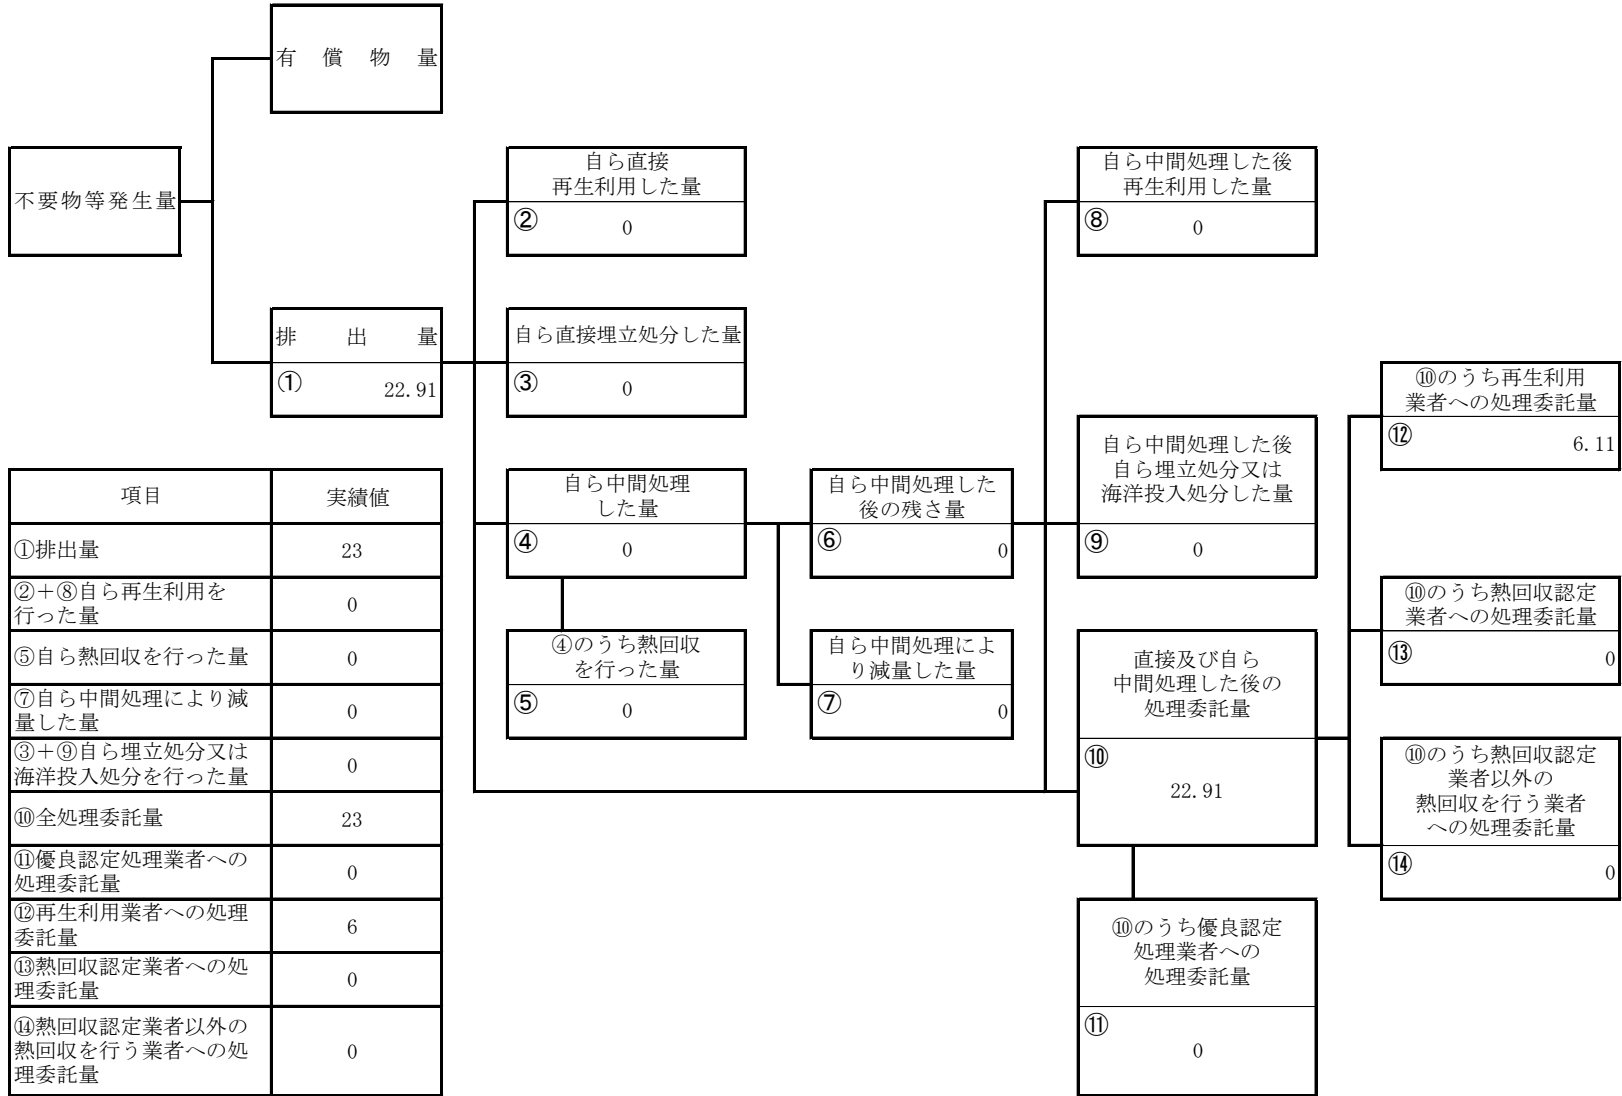 有償物量
不要物等発生量
排出量
① 22.91
自ら直接
再生利用した量
② 0
自ら直接埋立処分した量
③ 0
自ら中間処理
した量
④ 0
④のうち熱回収
を行った量
⑤ 0
自ら中間処理した
後の残さ量
⑥ 0
自ら中間処理によ
り減量した量
⑦ 0
自ら中間処理した後
再生利用した量
⑧ 0
自ら中間処理した後
自ら埋立処分又は
海洋投入処分した量
⑨ 0
直接及び自ら
中間処理した後の
処理委託量
⑩
22.91
⑩のうち優良認定
処理業者への
処理委託量
⑪
0
⑩のうち再生利用
業者への処理委託量
⑫ 6.11
⑩のうち熱回収認定
業者への処理委託量
⑬ 0
⑩のうち熱回収認定
業者以外の
熱回収を行う業者
への処理委託量
⑭ 0
項目 実績値
①排出量 23
②＋⑧自ら再生利用を
行った量 0
⑤自ら熱回収を行った量 0
⑦自ら中間処理により減
量した量 0
③＋⑨自ら埋立処分又は
海洋投入処分を行った量 0
⑩全処理委託量 23
⑪優良認定処理業者への
処理委託量 0
⑫再生利用業者への処理
委託量 6
⑬熱回収認定業者への処
理委託量 0
⑭熱回収認定業者以外の
熱回収を行う業者への処
理委託量 0